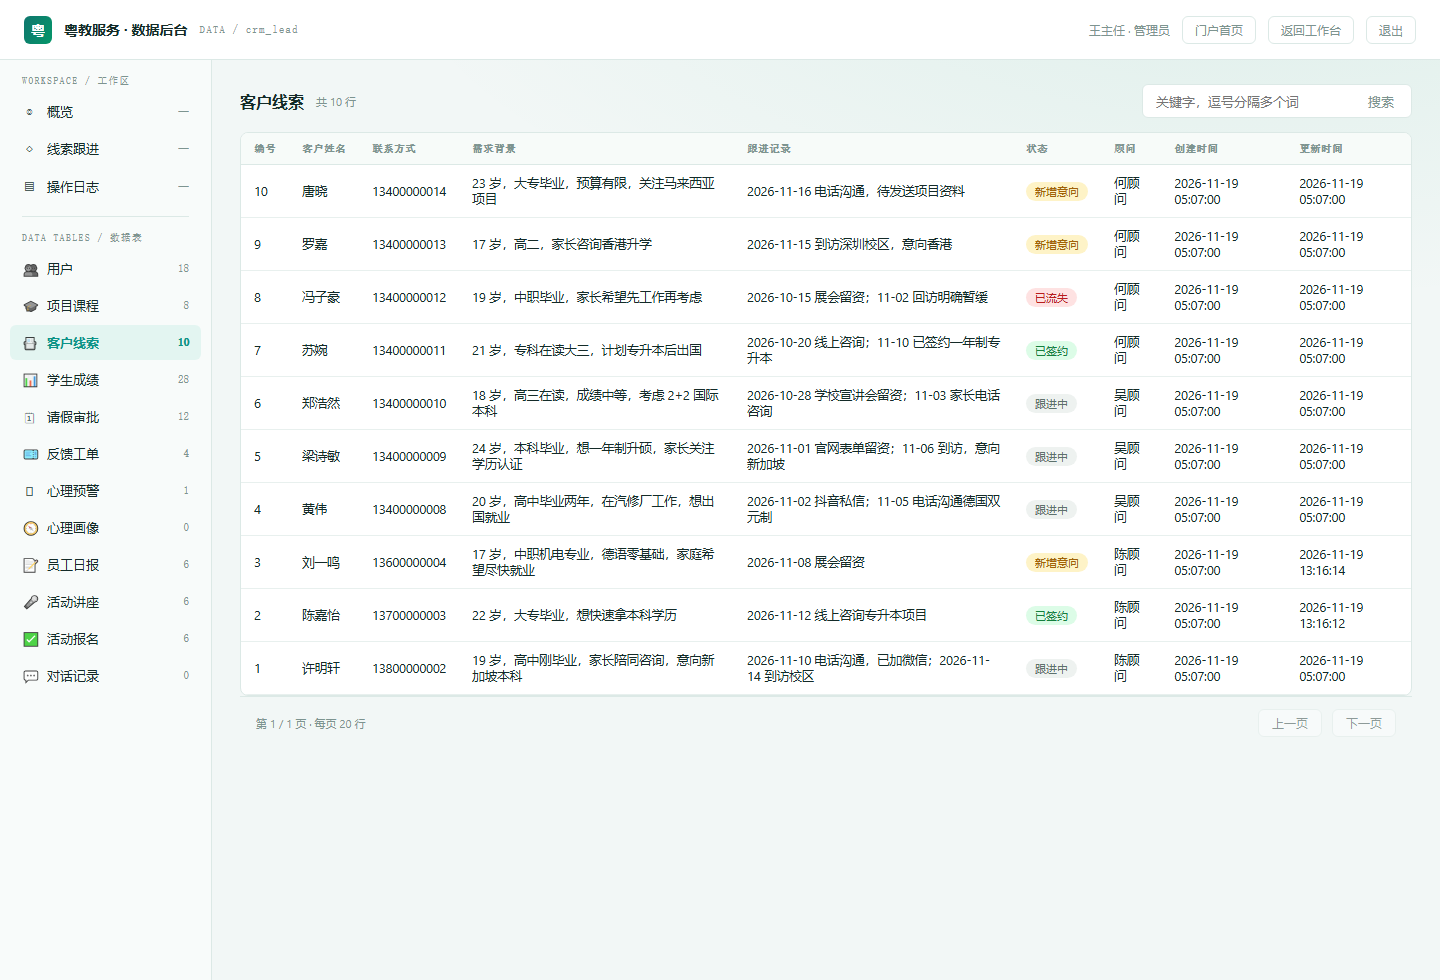 粤 粤教服务 · 数据后台 DATA / crm_lead 王主任 · 管理员 门户首页 返回工作台 退出
WORKSPACE / 工作区
概览 —
线索跟进 —
操作日志 —
DATA TABLES / 数据表
用户 18
项目课程 8
客户线索 10
学生成绩 28
请假审批 12
反馈工单 4
心理预警 1
心理画像 0
员工日报 6
活动讲座 6
活动报名 6
对话记录 0
客户线索 共 10 行 关键字，逗号分隔多个词 搜索
编号 客户姓名 联系方式 需求背景 跟进记录 状态 顾问 创建时间 更新时间
10 唐晓 13400000014 23 岁，大专毕业，预算有限，关注马来西亚 2026-11-16 电话沟通，待发送项目资料 新增意向 何顾 2026-11-19 2026-11-19
项目 问 05:07:00 05:07:00
9 罗嘉 13400000013 17 岁，高二，家长咨询香港升学 2026-11-15 到访深圳校区，意向香港 新增意向 何顾 2026-11-19 2026-11-19
问 05:07:00 05:07:00
8 冯子豪 13400000012 19 岁，中职毕业，家长希望先工作再考虑 2026-10-15 展会留资；11-02 回访明确暂缓 已流失 何顾 2026-11-19 2026-11-19
问 05:07:00 05:07:00
7 苏婉 13400000011 21 岁，专科在读大三，计划专升本后出国 2026-10-20 线上咨询；11-10 已签约一年制专 已签约 何顾 2026-11-19 2026-11-19
升本 问 05:07:00 05:07:00
6 郑浩然 13400000010 18 岁，高三在读，成绩中等，考虑 2+2 国际 2026-10-28 学校宣讲会留资；11-03 家长电话 跟进中 吴顾 2026-11-19 2026-11-19
本科 咨询 问 05:07:00 05:07:00
5 梁诗敏 13400000009 24 岁，本科毕业，想一年制升硕，家长关注 2026-11-01 官网表单留资；11-06 到访，意向 跟进中 吴顾 2026-11-19 2026-11-19
学历认证 新加坡 问 05:07:00 05:07:00
4 黄伟 13400000008 20 岁，高中毕业两年，在汽修厂工作，想出 2026-11-02 抖音私信；11-05 电话沟通德国双 跟进中 吴顾 2026-11-19 2026-11-19
国就业 元制 问 05:07:00 05:07:00
3 刘一鸣 13600000004 17 岁，中职机电专业，德语零基础，家庭希 2026-11-08 展会留资 新增意向 陈顾 2026-11-19 2026-11-19
望尽快就业 问 05:07:00 13:16:14
2 陈嘉怡 13700000003 22 岁，大专毕业，想快速拿本科学历 2026-11-12 线上咨询专升本项目 已签约 陈顾 2026-11-19 2026-11-19
问 05:07:00 13:16:12
1 许明轩 13800000002 19 岁，高中刚毕业，家长陪同咨询，意向新 2026-11-10 电话沟通，已加微信；2026-11- 跟进中 陈顾 2026-11-19 2026-11-19
加坡本科 14 到访校区 问 05:07:00 05:07:00
第 1 / 1 页 · 每页 20 行 上一页 下一页